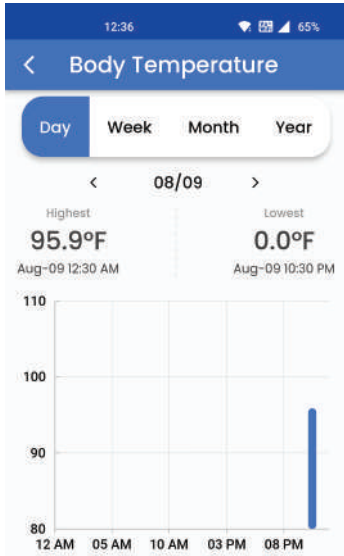 12:36 65%
Body Temperature
Day Week Month Year
< 08/09 >
Highest Lowest
95.9°F 0.0°F
Aug-09 12:30 AM Aug-09 10:30 PM
110
100
90
80
12 AM 05 AM 10 AM 03 PM 08 PM